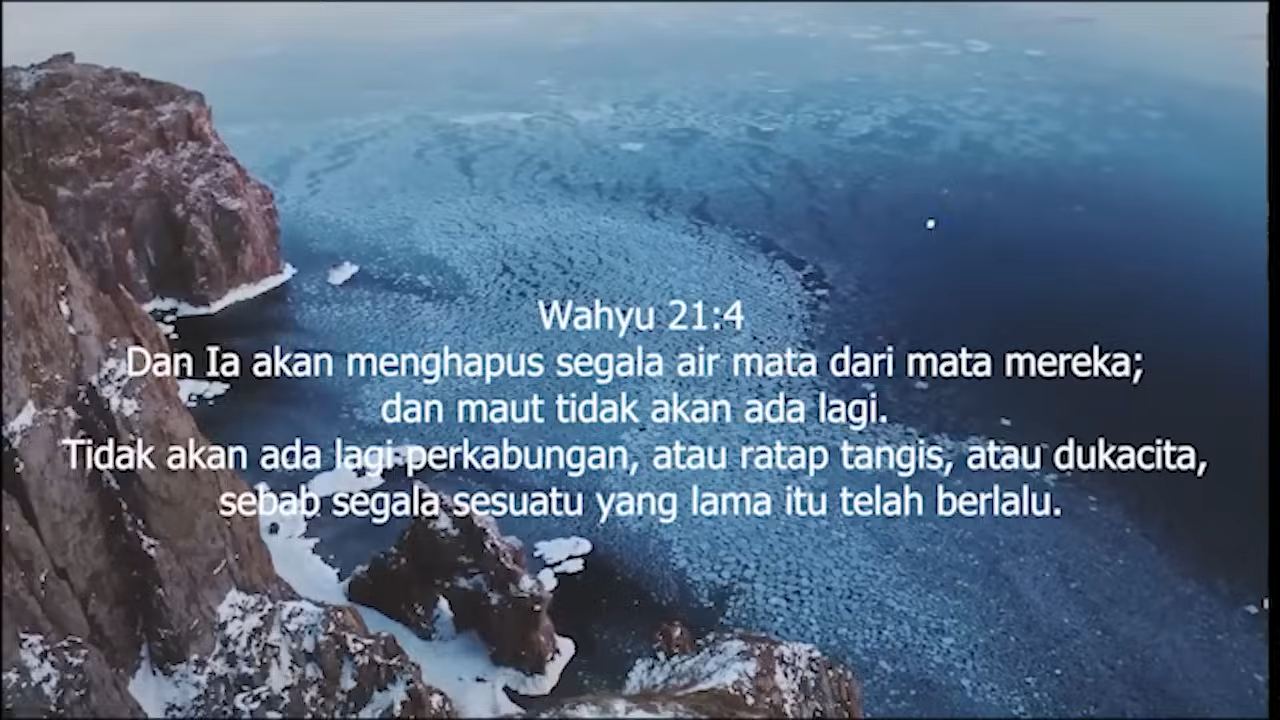 Wahyu 21:4
Dan Ia akan menghapus segala air mata dari mata mereka;
dan maut tidak akan ada lagi.
Tidak akan ada lagi perkabungan, atau ratap tangis, atau dukacita,
sebab segala sesuatu yang lama itu telah berlalu.